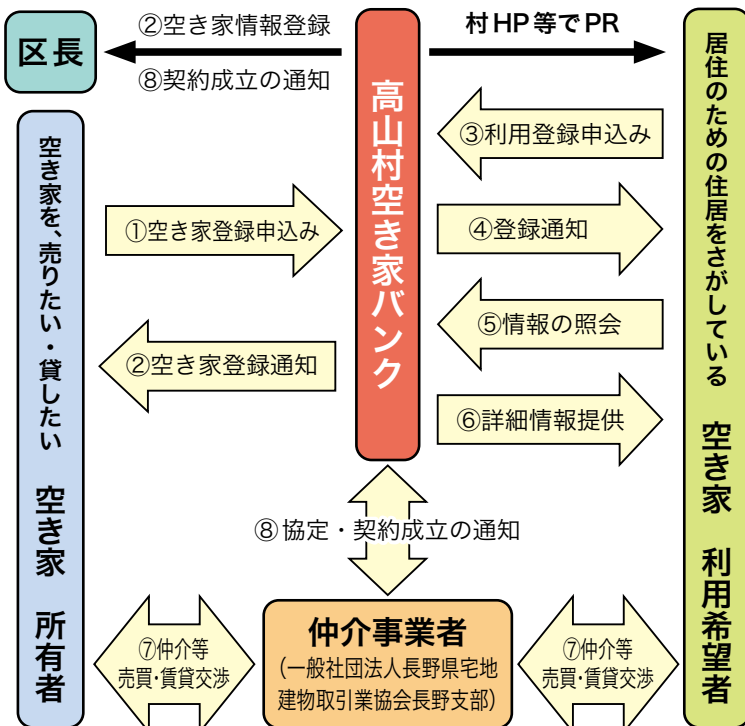 区長
②空き家情報登録
⑧契約成立の通知
村HP等でPR
高山村空き家バンク
空き家を、売りたい・貸したい 空き家 所有者
居住のための住居をさがしている 空き家 利用希望者
①空き家登録申込み
②空き家登録通知
③利用登録申込み
④登録通知
⑤情報の照会
⑥詳細情報提供
⑧協定・契約成立の通知
⑦仲介等
売買・賃貸交渉
仲介事業者
(一般社団法人長野県宅地
建物取引業協会長野支部)
⑦仲介等
売買・賃貸交渉